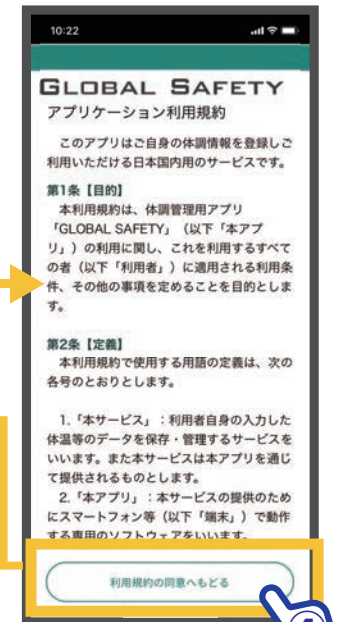 10:22
GLOBAL SAFETY
アプリケーション利用規約
このアプリはご自身の体調情報を登録しご
利用いただける日本国内用のサービスです。
第1条【目的】
本利用規約は、体調管理用アプリ
「GLOBAL SAFETY」（以下「本ア
プリ」）の利用に関し、これを利用するすべて
の者（以下「利用者」）に適用される利用条
件、その他の事項を定めることを目的としま
す。
第2条【定義】
本利用規約で使用する用語の定義は、次の
各号のとおりとします。
1.「本サービス」：利用者自身の入力した
体温等のデータを保存・管理するサービスを
いいます。また本サービスは本アプリを通じ
て提供されるものとします。
2.「本アプリ」：本サービスの提供のため
にスマートフォン等（以下「端末」）で動作
する専用のソフトウェアをいいます。
利用規約の同意へもどる